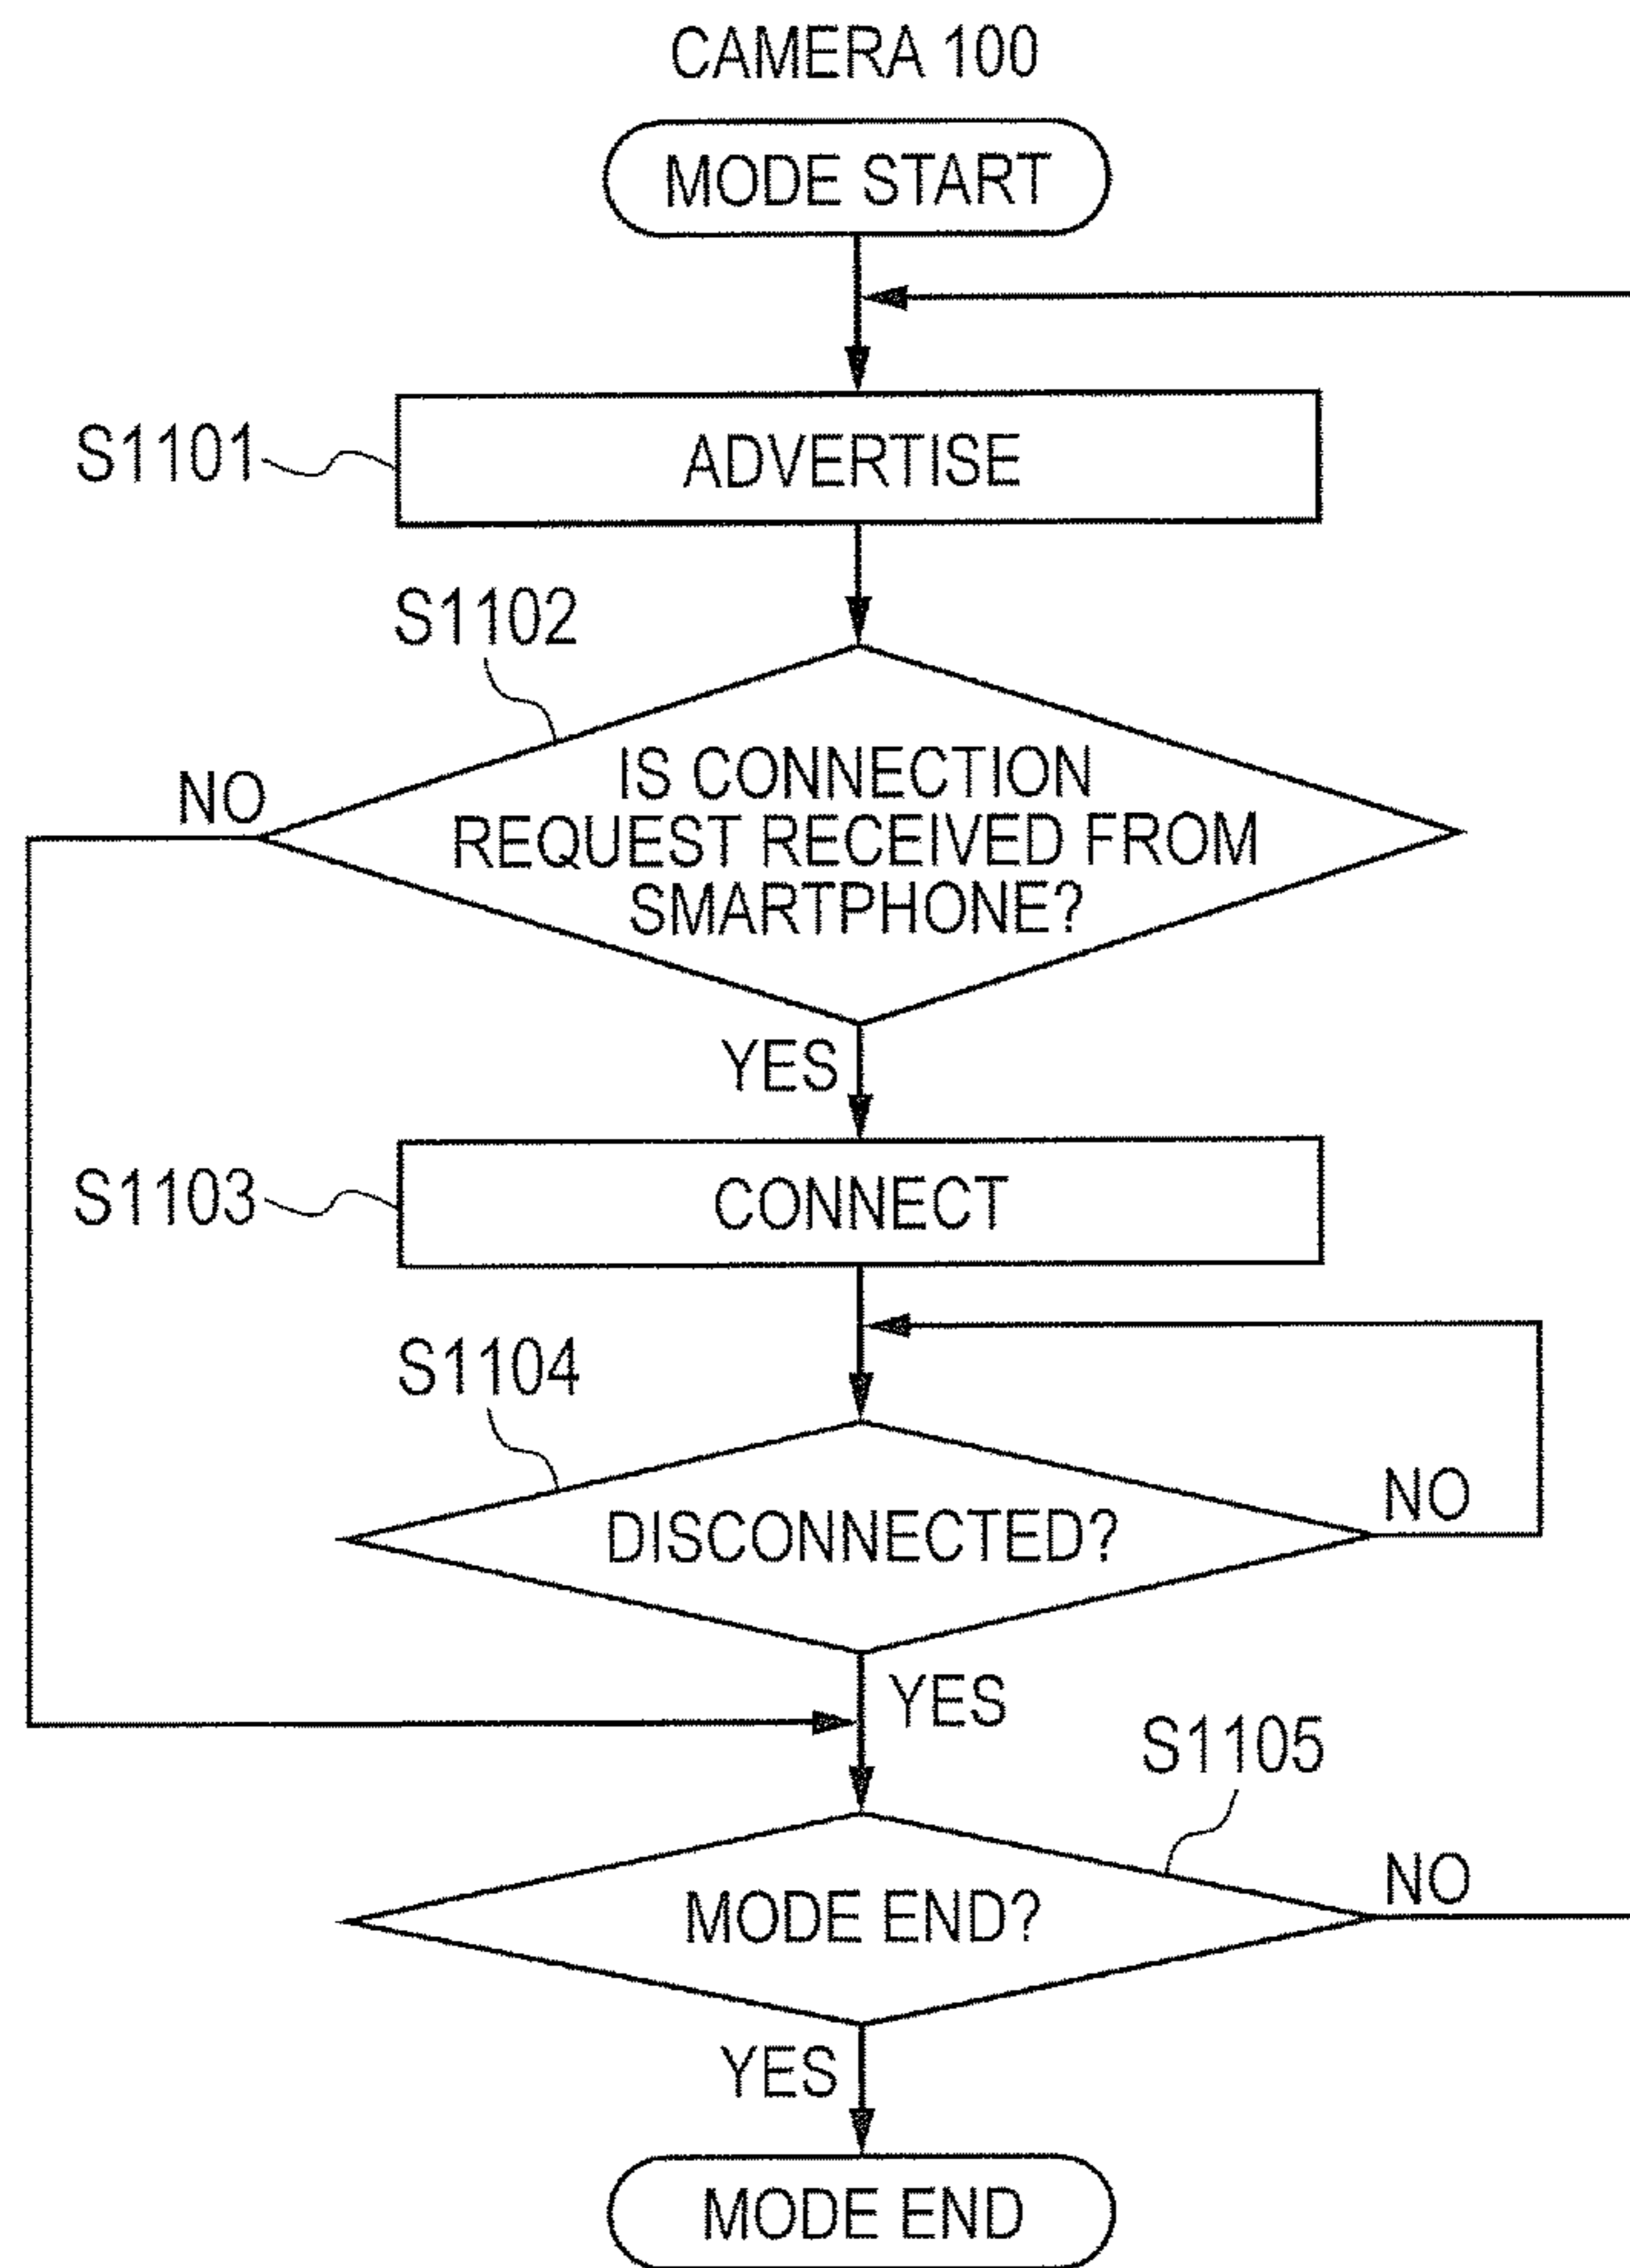 CAMERA 100
MODE START
S1101
ADVERTISE
S1102
NO
IS CONNECTION
REQUEST RECEIVED FROM
SMARTPHONE?
YES
S1103
CONNECT
S1104
DISCONNECTED?
NO
YES
S1105
MODE END?
NO
YES
MODE END